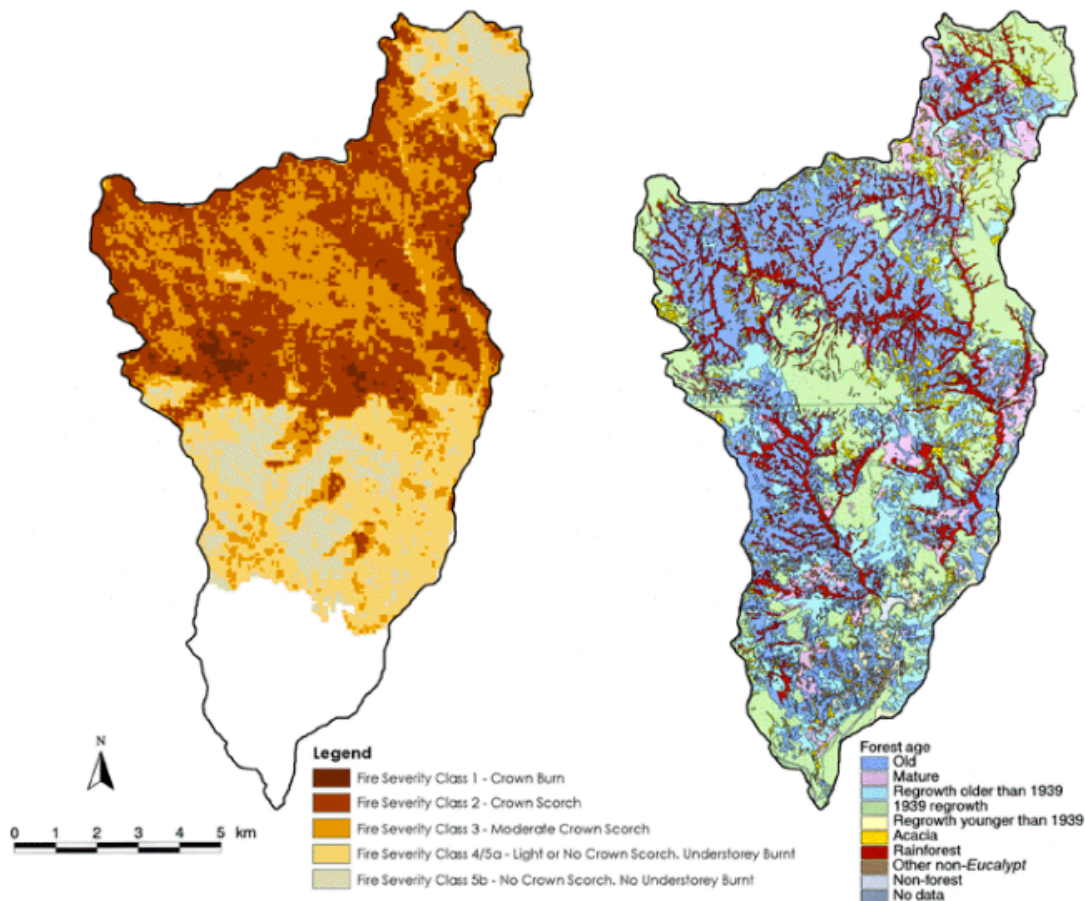 N
0 1 2 3 4 5 km
Legend
Fire Severity Class 1 - Crown Burn
Fire Severity Class 2 - Crown Scorch
Fire Severity Class 3 - Moderate Crown Scorch
Fire Severity Class 4/5a - Light or No Crown Scorch. Understorey Burnt
Fire Severity Class 5b - No Crown Scorch. No Understorey Burnt
Forest age
Old
Mature
Regrowth older than 1939
1939 regrowth
Regrowth younger than 1939
Acacia
Rainforest
Other non-Eucalypt
Non-forest
No data